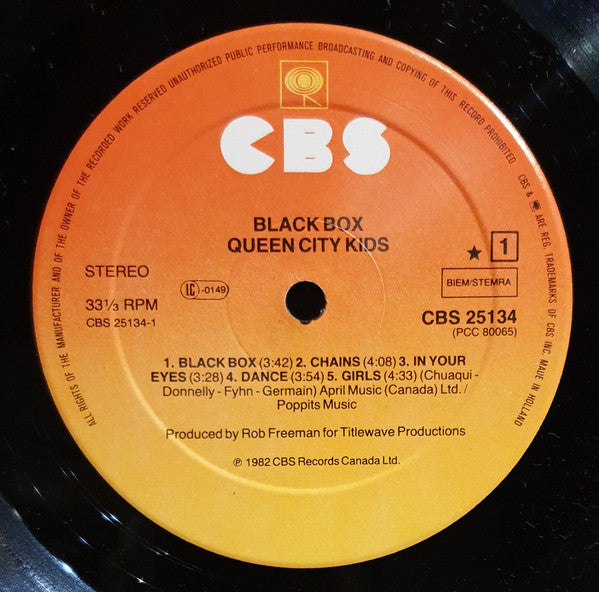 ALL RIGHTS OF THE MANUFACTURER AND OF THE OWNER OF THE RECORDED WORK RESERVED UNAUTHORIZED PUBLIC PERFORMANCE BROADCASTING AND COPYING OF THIS RECORD PROHIBITED
CBS & ARE REG. TRADEMARKS OF CBS INC. MADE IN HOLLAND
CBS
BLACK BOX
QUEEN CITY KIDS
★ 1
STEREO
LC-0149
BIEM/STEMRA
33⅓ RPM
CBS 25134-1
CBS 25134
(PCC 80065)
1. BLACK BOX (3:42) 2. CHAINS (4:08) 3. IN YOUR
EYES (3:28) 4. DANCE (3:54) 5. GIRLS (4:33) (Chuaqui -
Donnelly - Fyhn - Germain) April Music (Canada) Ltd. /
Poppits Music
Produced by Rob Freeman for Titlewave Productions
℗ 1982 CBS Records Canada Ltd.